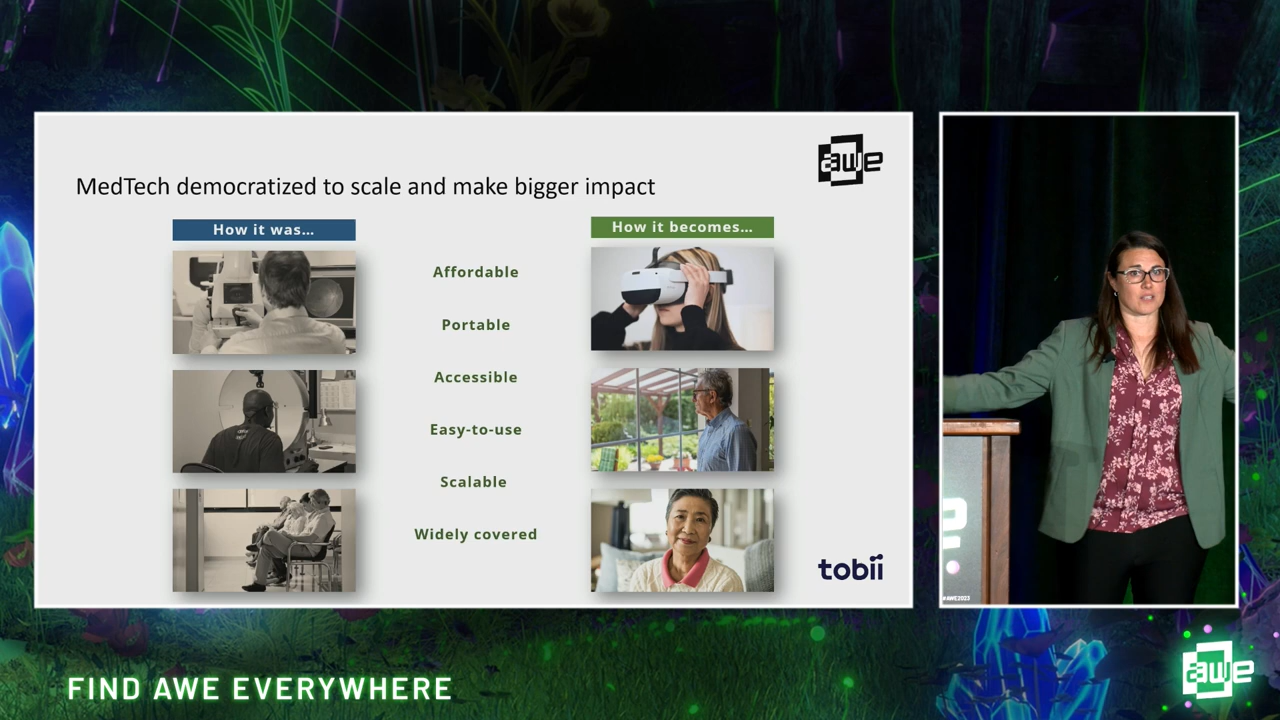 awe
MedTech democratized to scale and make bigger impact
How it was...
How it becomes...
Affordable
Portable
Accessible
Easy-to-use
Scalable
Widely covered
tobii
#AWE2023
FIND AWE EVERYWHERE
awe